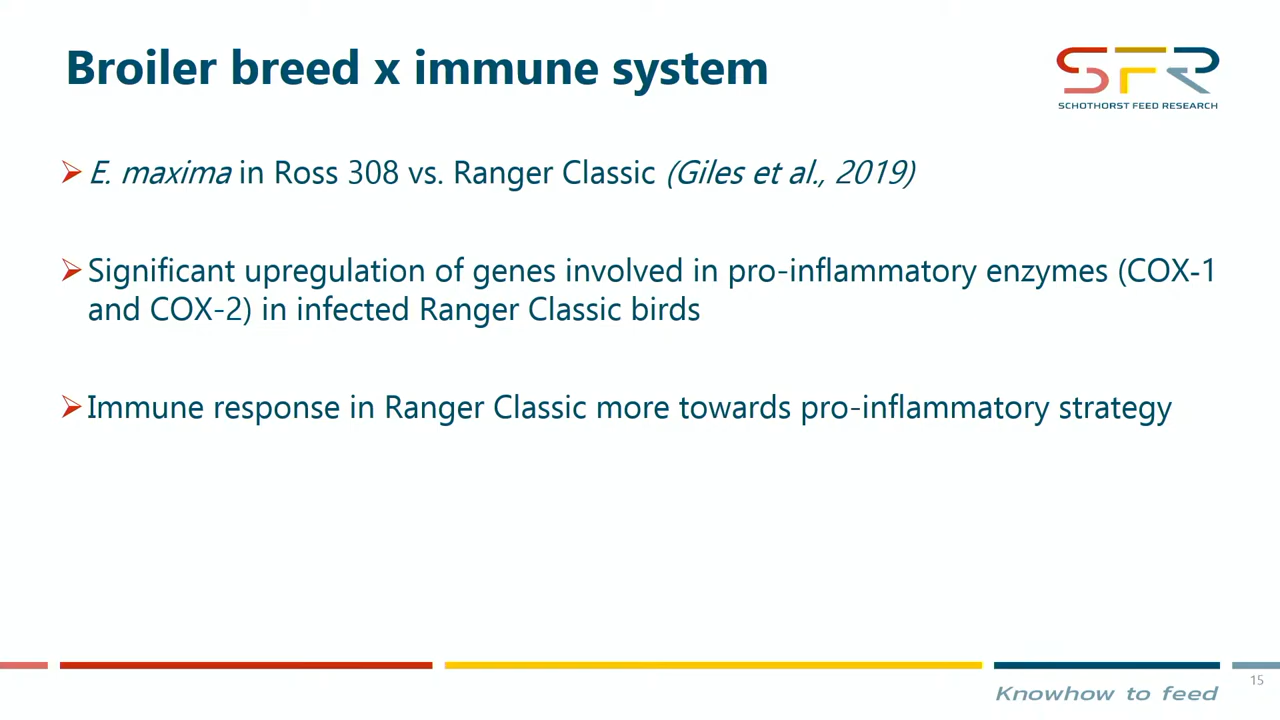 Broiler breed x immune system
SFR
SCHOTHORST FEED RESEARCH
E. maxima in Ross 308 vs. Ranger Classic (Giles et al., 2019)
Significant upregulation of genes involved in pro-inflammatory enzymes (COX-1
and COX-2) in infected Ranger Classic birds
Immune response in Ranger Classic more towards pro-inflammatory strategy
15
Knowhow to feed